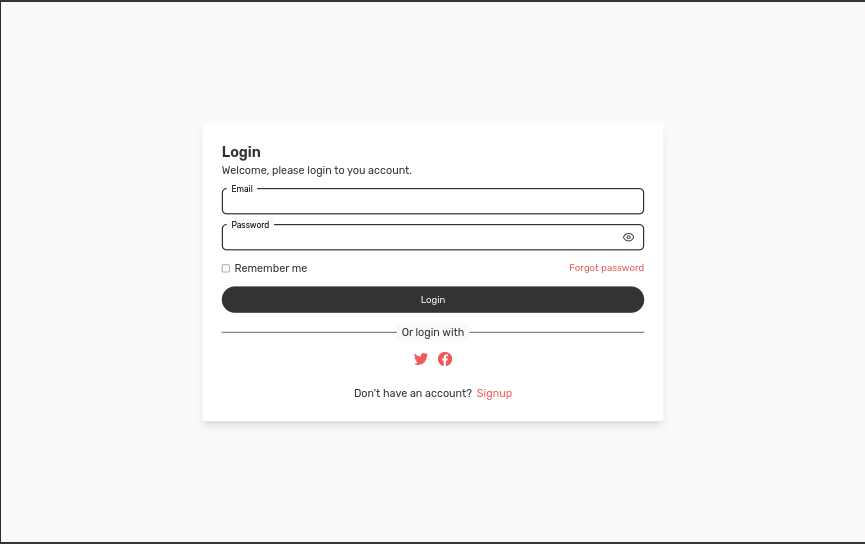 Login
Welcome, please login to you account.
Email
Password
Remember me Forgot password
Login
Or login with
Don't have an account? Signup